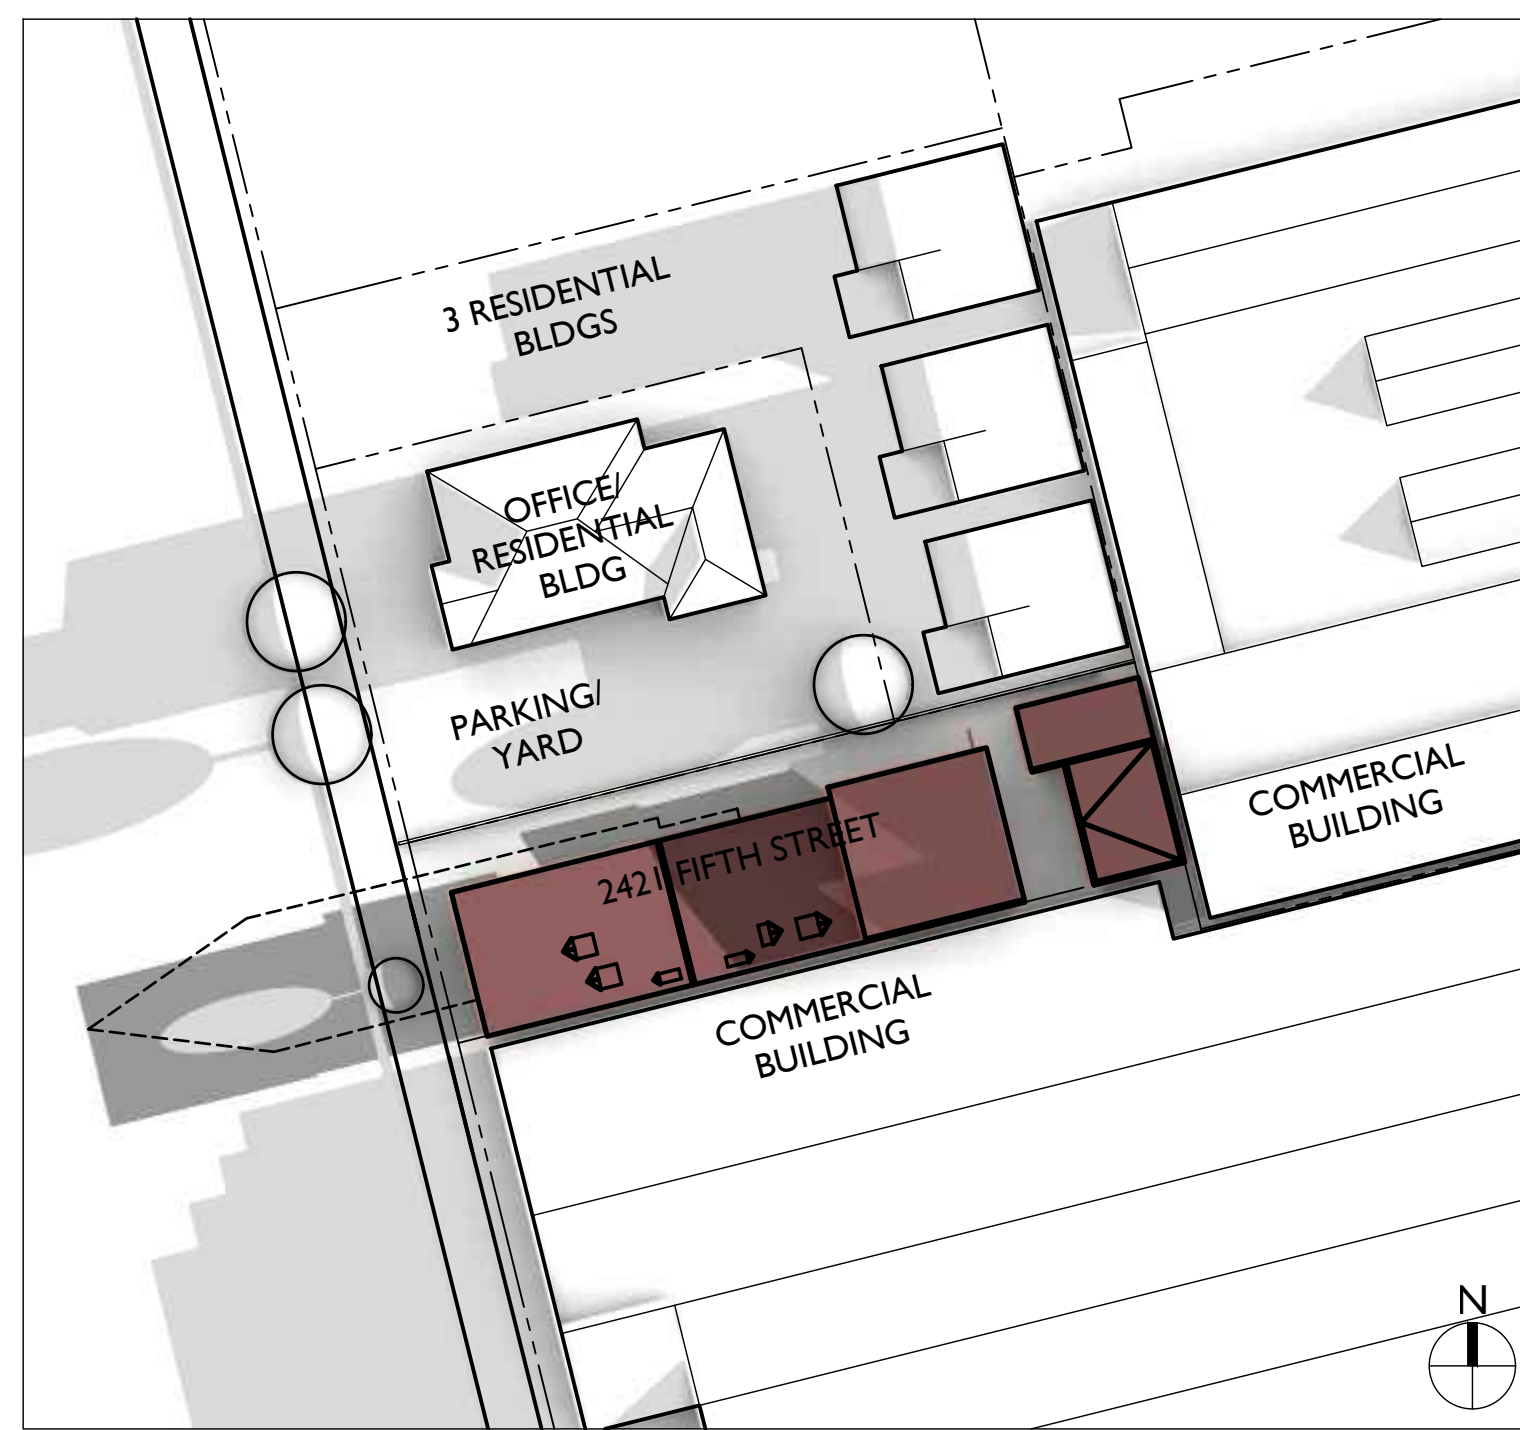 3 RESIDENTIAL
BLDGS
OFFICE/
RESIDENTIAL
BLDG
PARKING/
YARD
2421 FIFTH STREET
COMMERCIAL
BUILDING
COMMERCIAL
BUILDING
N